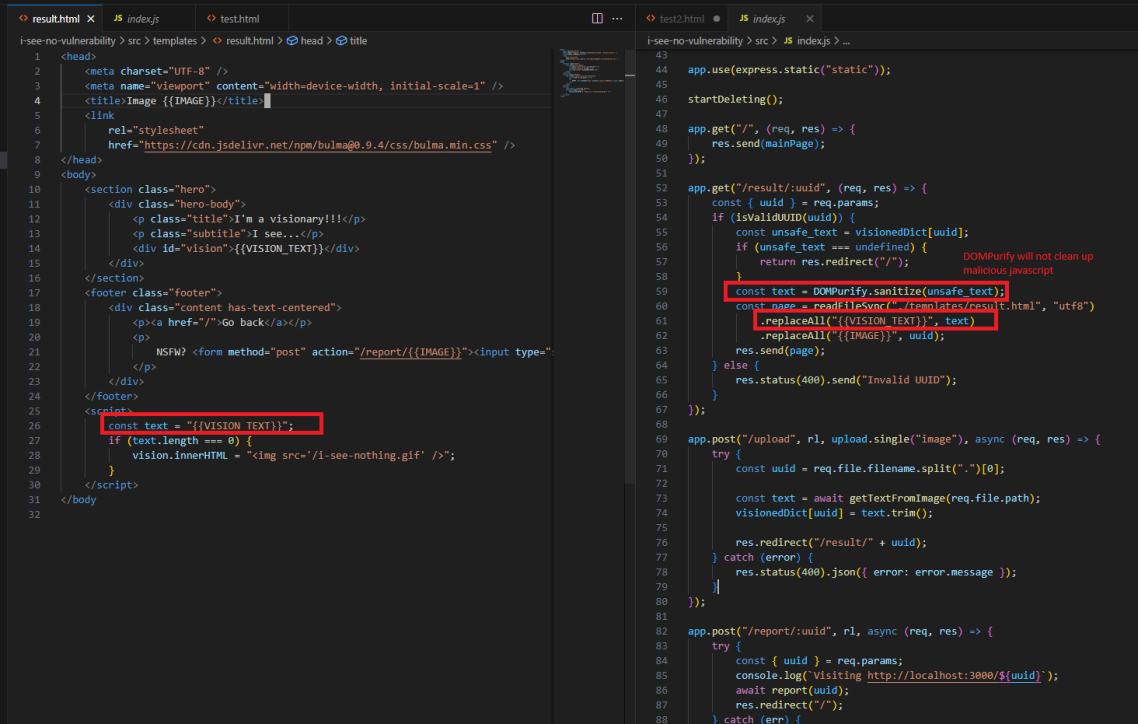 result.html
index.js
test.html
i-see-no-vulnerability > src > templates > result.html > head > title
1 <head>
2 <meta charset="UTF-8" />
3 <meta name="viewport" content="width=device-width, initial-scale=1" />
4 <title>Image {{IMAGE}}</title>
5 <link
6 rel="stylesheet"
7 href="https://cdn.jsdelivr.net/npm/bulma@0.9.4/css/bulma.min.css" />
8 </head>
9 <body>
10 <section class="hero">
11 <div class="hero-body">
12 <p class="title">I'm a visionary!!!</p>
13 <p class="subtitle">I see...</p>
14 <div id="vision">{{VISION_TEXT}}</div>
15 </div>
16 </section>
17 <footer class="footer">
18 <div class="content has-text-centered">
19 <p><a href="/">Go back</a></p>
20 <p>
21 NSFW? <form method="post" action="/report/{{IMAGE}}"><input type="
22 </p>
23 </div>
24 </footer>
25 <script>
26 const text = "{{VISION_TEXT}}";
27 if (text.length === 0) {
28 vision.innerHTML = "<img src='/i-see-nothing.gif' />";
29 }
30 </script>
31 </body
32
test2.html
index.js
i-see-no-vulnerability > src > index.js > ...
43
44 app.use(express.static("static"));
45
46 startDeleting();
47
48 app.get("/", (req, res) => {
49 res.send(mainPage);
50 });
51
52 app.get("/result/:uuid", (req, res) => {
53 const { uuid } = req.params;
54 if (isValidUUID(uuid)) {
55 const unsafe_text = visionedDict[uuid];
56 if (unsafe_text === undefined) {
57 return res.redirect("/");
58 }
DOMPurify will not clean up
malicious javascript
59 const text = DOMPurify.sanitize(unsafe_text);
60 const page = readFileSync("./templates/result.html", "utf8")
61 .replaceAll("{{VISION_TEXT}}", text)
62 .replaceAll("{{IMAGE}}", uuid);
63 res.send(page);
64 } else {
65 res.status(400).send("Invalid UUID");
66 }
67 });
68
69 app.post("/upload", rl, upload.single("image"), async (req, res) => {
70 try {
71 const uuid = req.file.filename.split(".")[0];
72
73 const text = await getTextFromImage(req.file.path);
74 visionedDict[uuid] = text.trim();
75
76 res.redirect("/result/" + uuid);
77 } catch (error) {
78 res.status(400).json({ error: error.message });
79 }
80 });
81
82 app.post("/report/:uuid", rl, async (req, res) => {
83 try {
84 const { uuid } = req.params;
85 console.log(`Visiting http://localhost:3000/${uuid}`);
86 await report(uuid);
87 res.redirect("/");
88 } catch (err) {